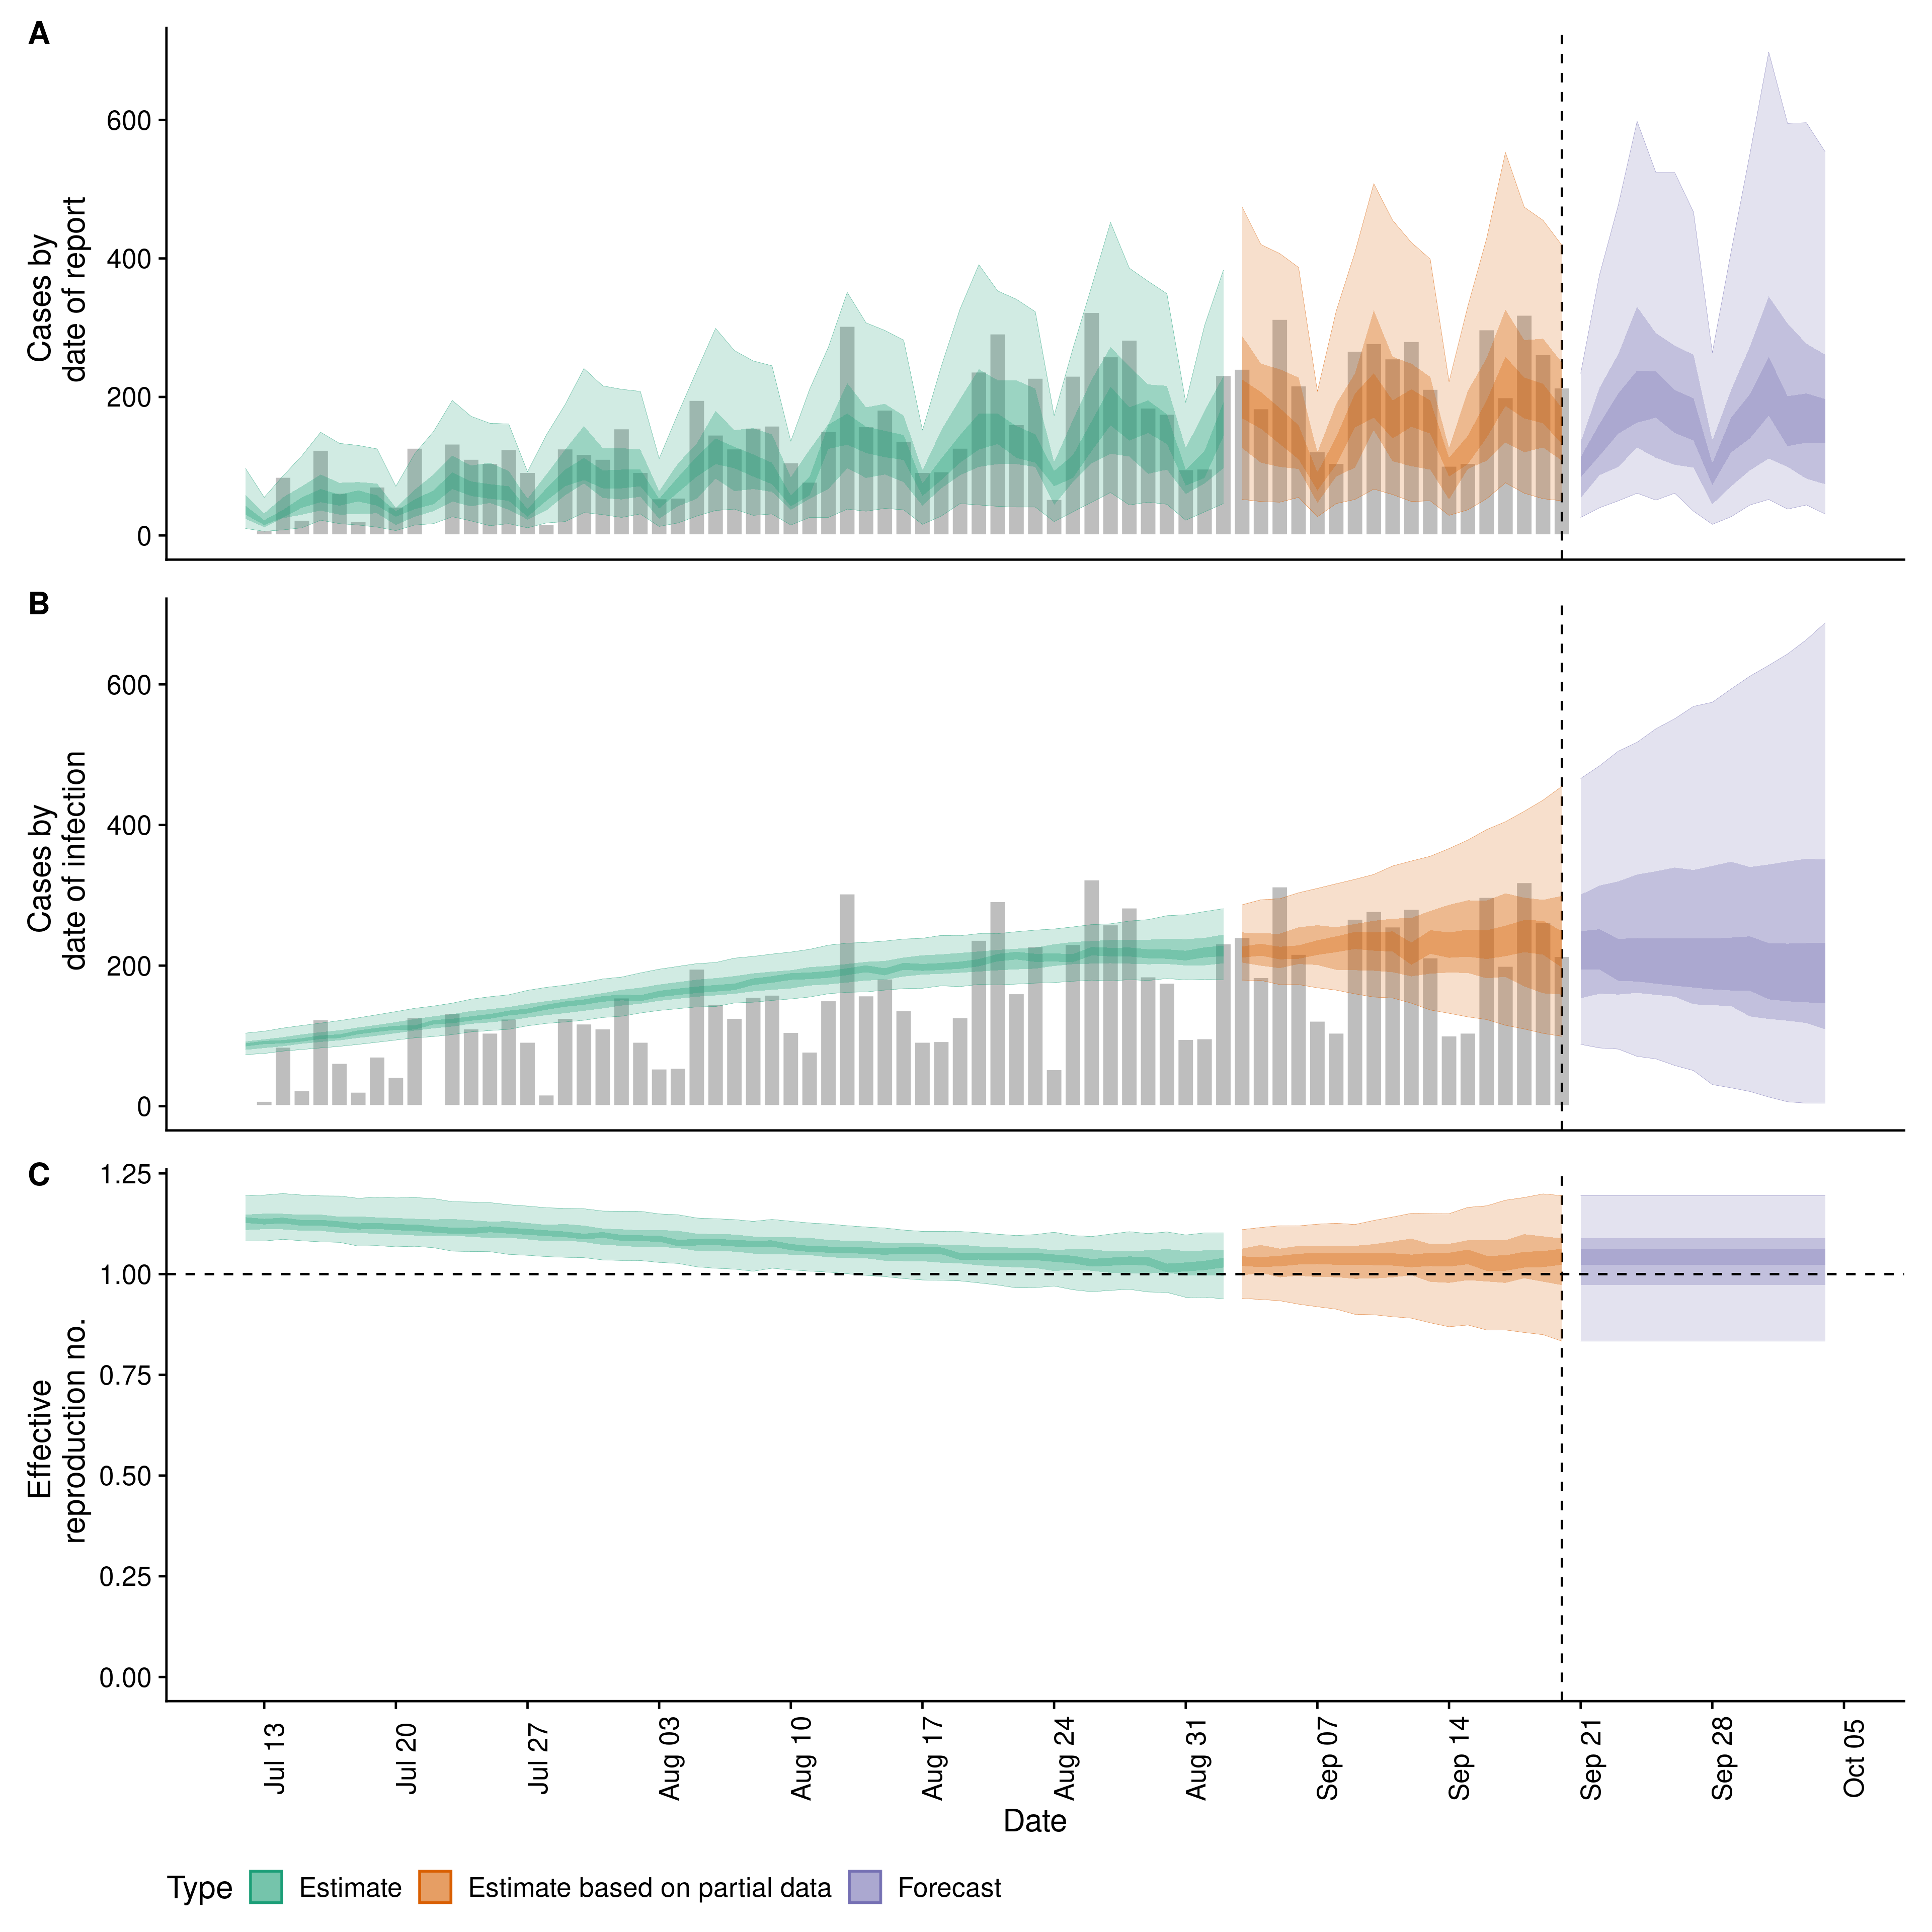 A
Cases by
date of report
600
400
200
0
B
Cases by
date of infection
600
400
200
0
C
Effective
reproduction no.
1.25
1.00
0.75
0.50
0.25
0.00
Jul 13
Jul 20
Jul 27
Aug 03
Aug 10
Aug 17
Aug 24
Aug 31
Sep 07
Sep 14
Sep 21
Sep 28
Oct 05
Date
Type Estimate Estimate based on partial data Forecast